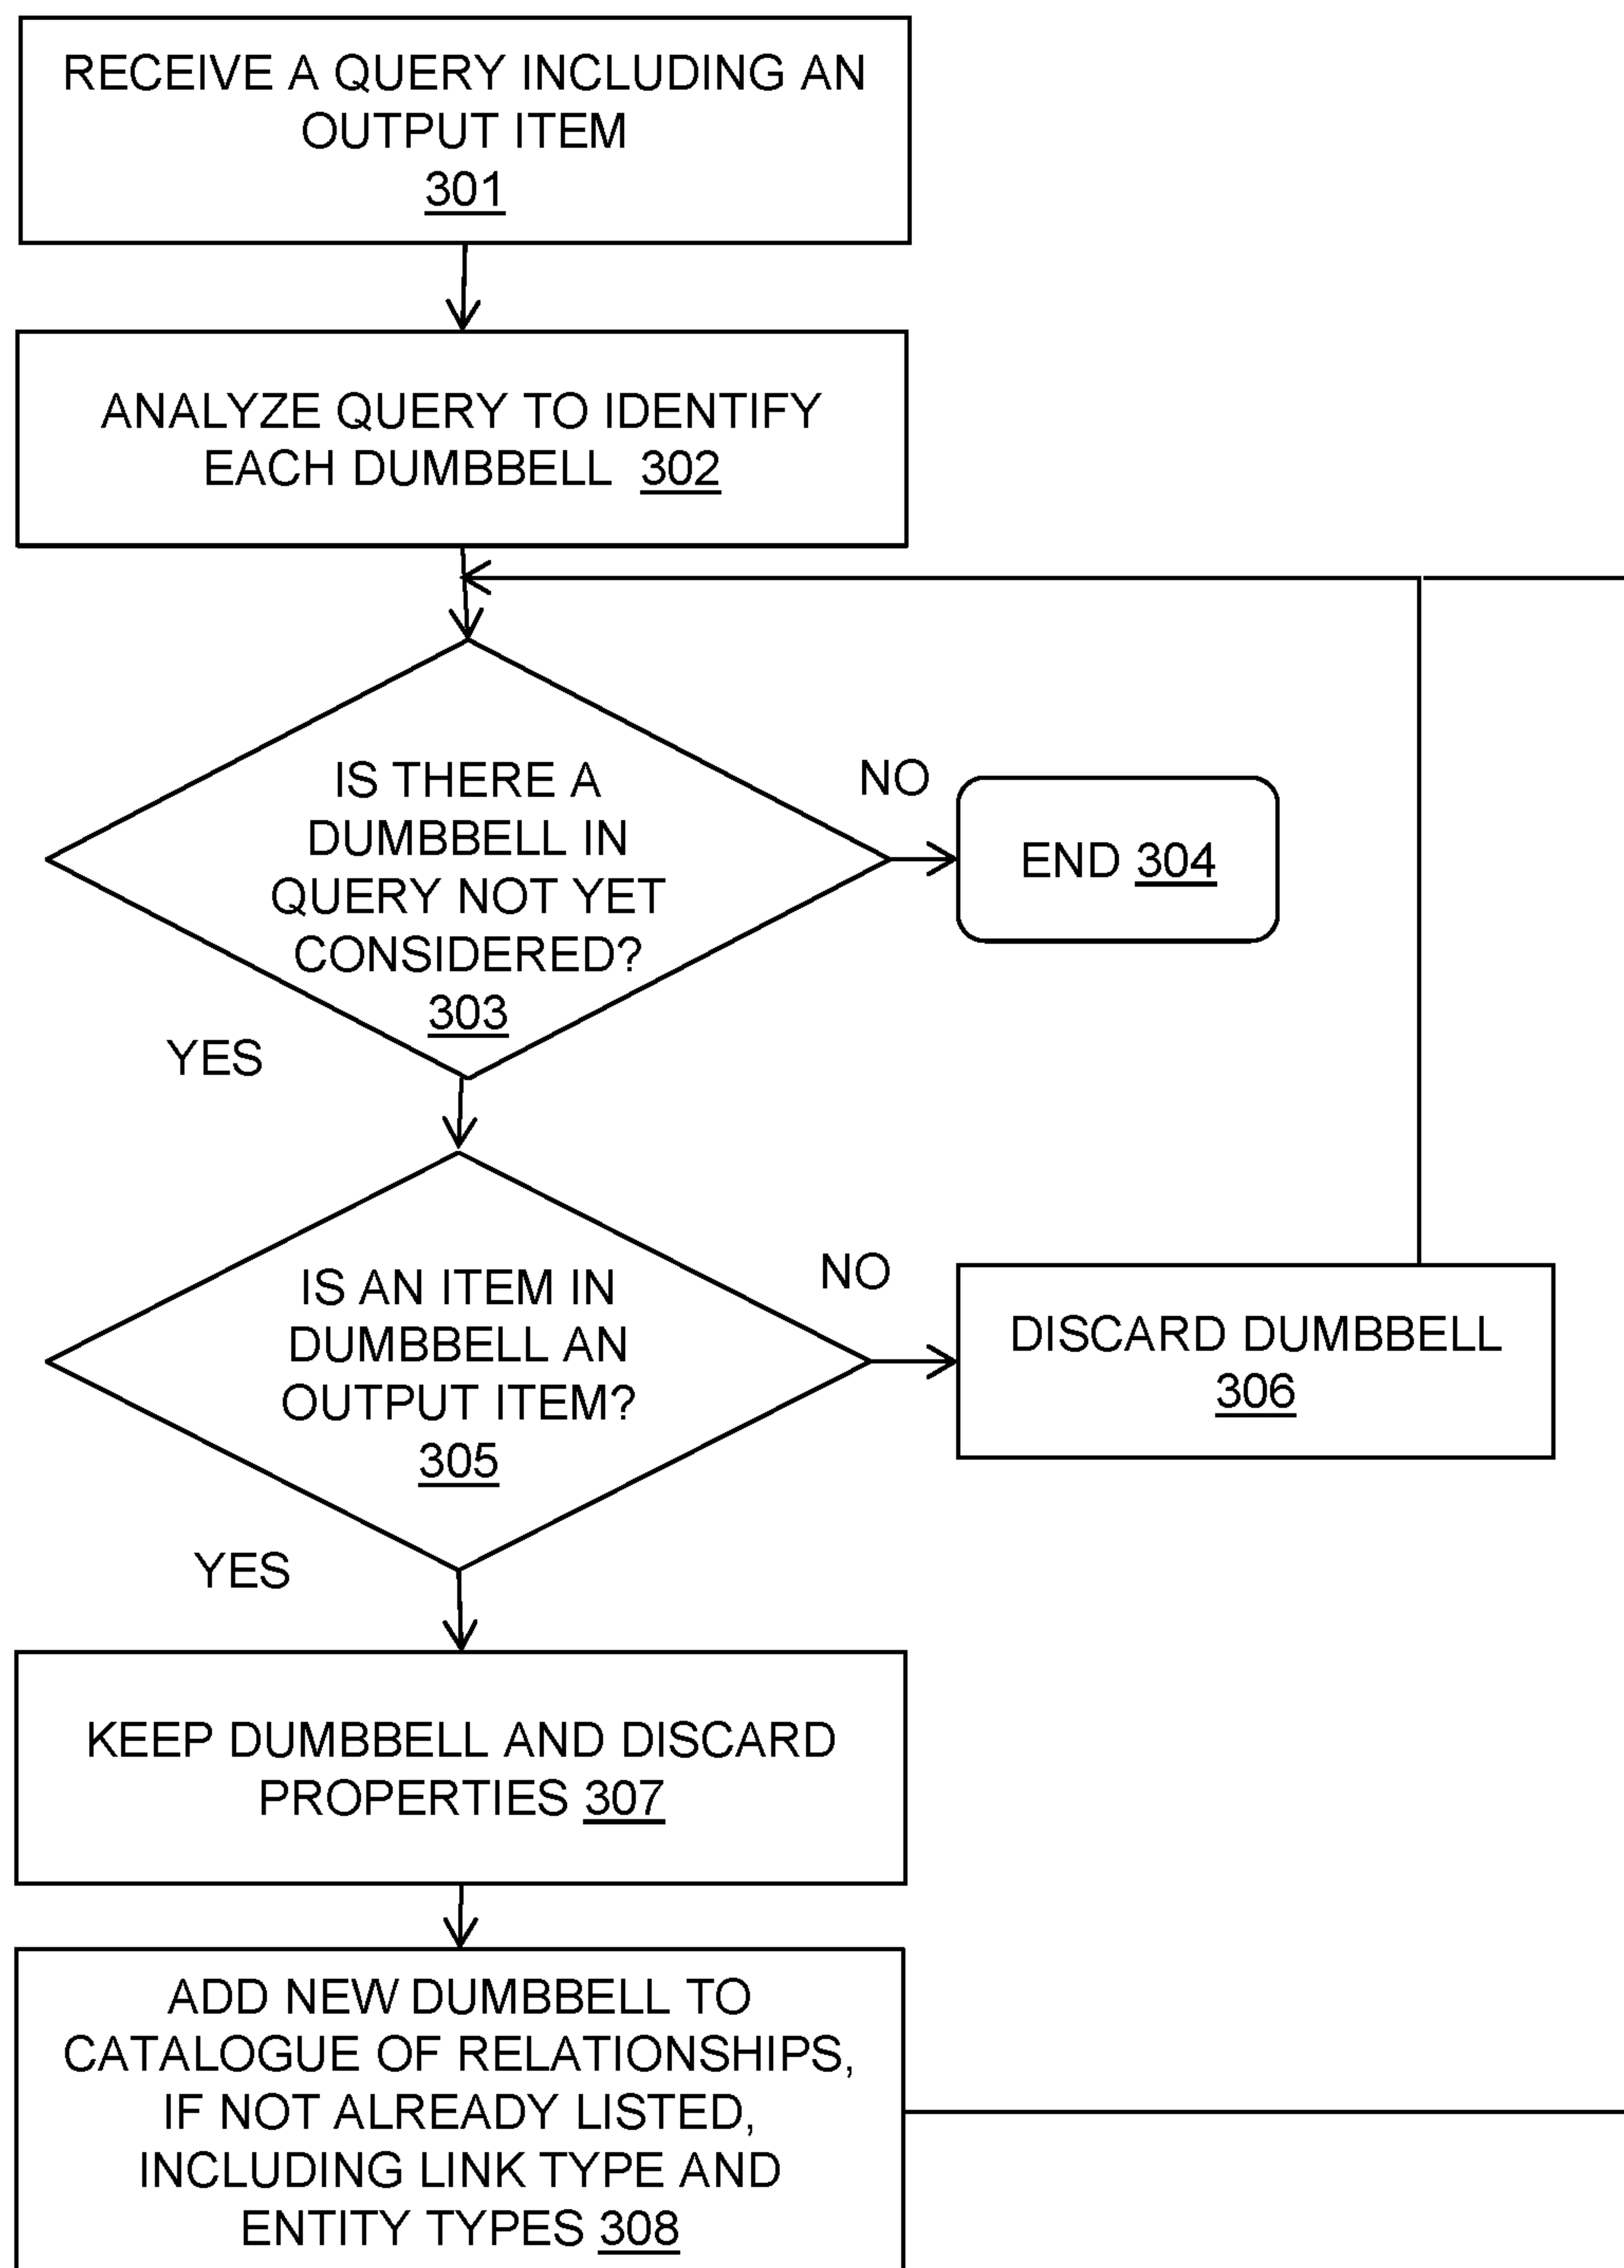 RECEIVE A QUERY INCLUDING AN
OUTPUT ITEM
301
ANALYZE QUERY TO IDENTIFY
EACH DUMBBELL 302
IS THERE A
DUMBBELL IN
QUERY NOT YET
CONSIDERED?
303
NO
END 304
YES
IS AN ITEM IN
DUMBBELL AN
OUTPUT ITEM?
305
NO
DISCARD DUMBBELL
306
YES
KEEP DUMBBELL AND DISCARD
PROPERTIES 307
ADD NEW DUMBBELL TO
CATALOGUE OF RELATIONSHIPS,
IF NOT ALREADY LISTED,
INCLUDING LINK TYPE AND
ENTITY TYPES 308